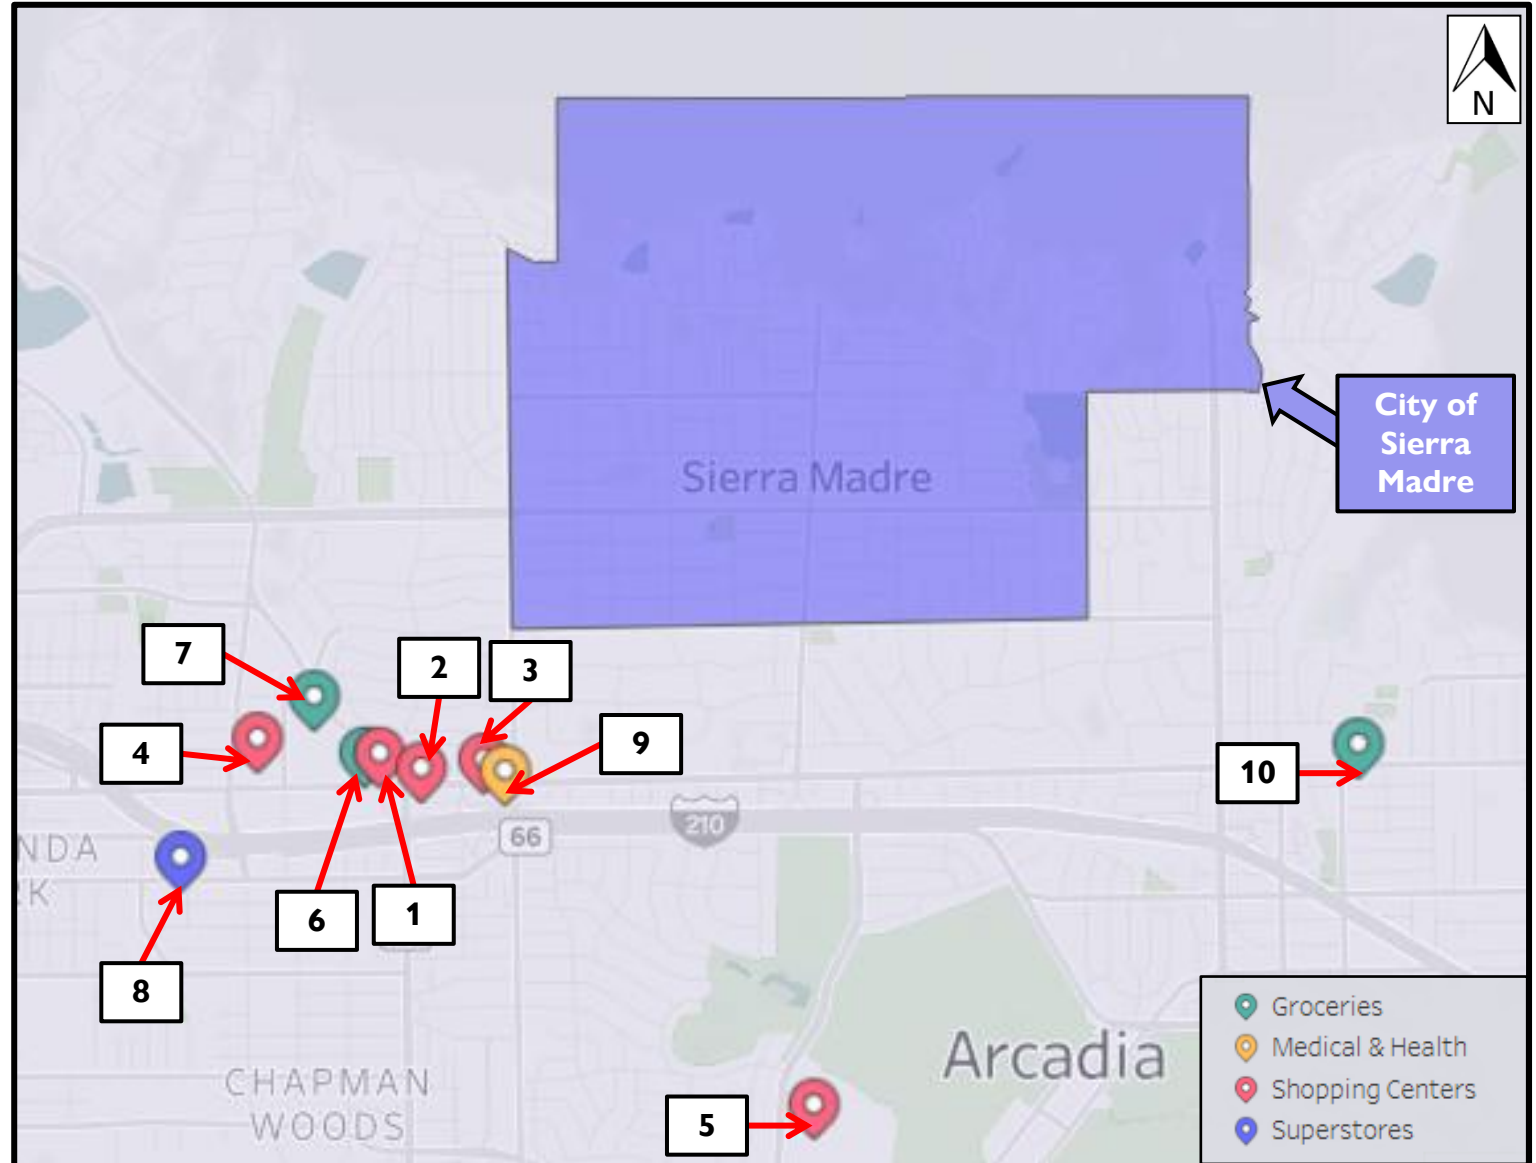 N
City of
Sierra
Madre
Sierra Madre
7
2
3
4
9
10
66
210
NDA
RK
6
1
8
Groceries
Medical & Health
Shopping Centers
Superstores
Arcadia
CHAPMAN
WOODS
5